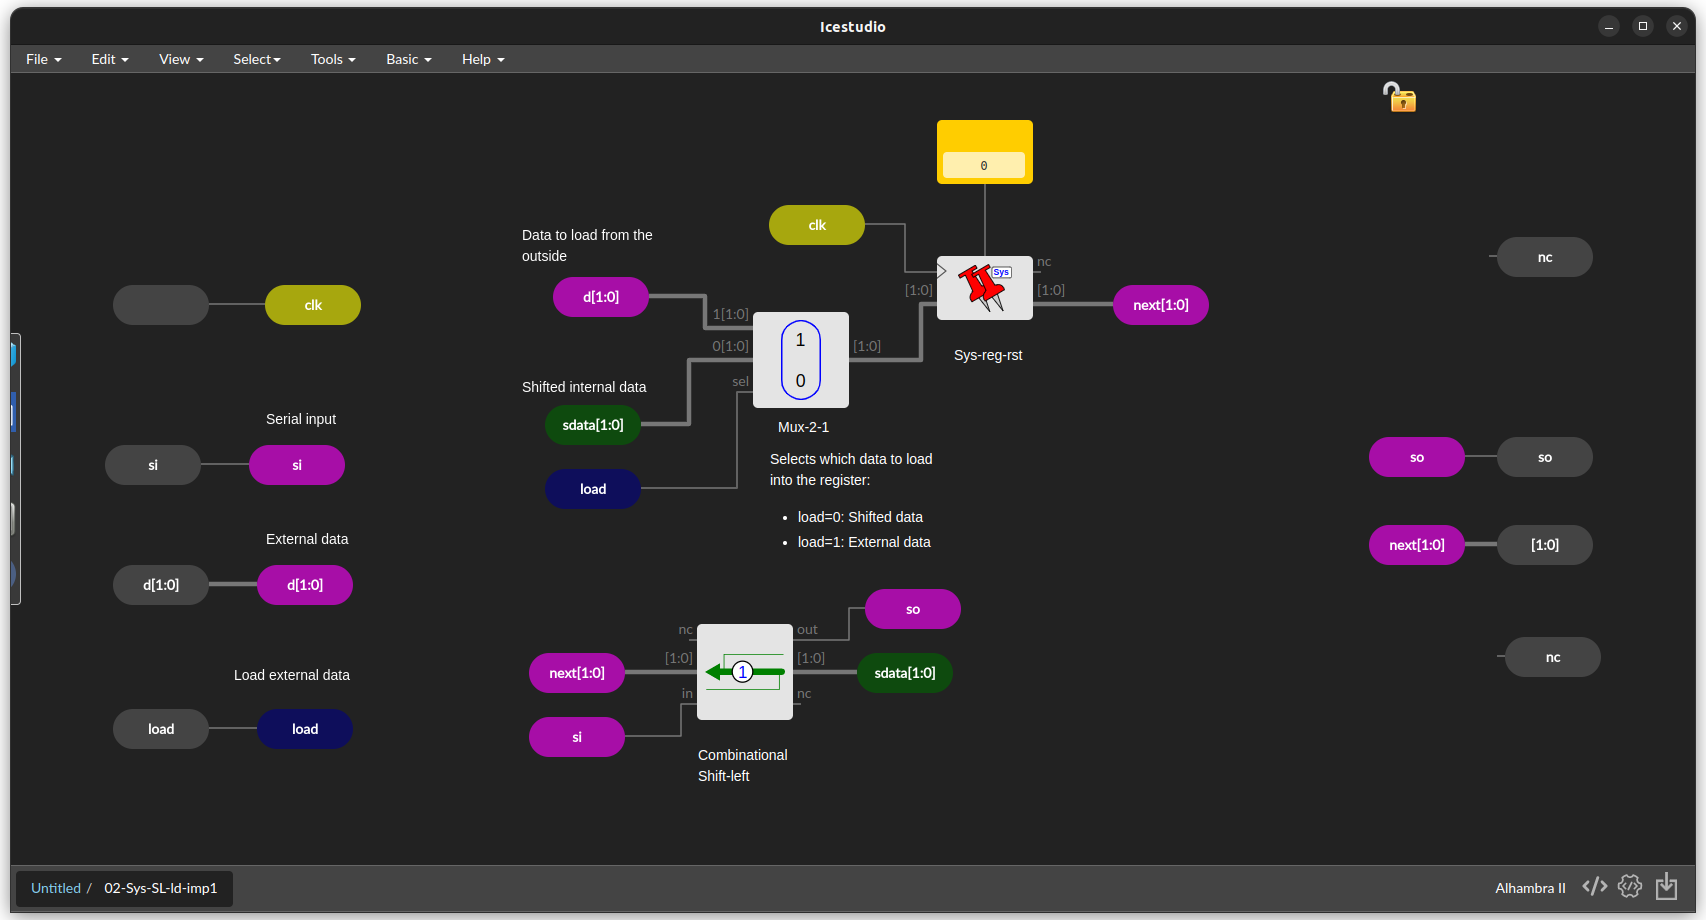 Icestudio
File Edit View Select Tools Basic Help
0
clk
Data to load from the
outside
d[1:0]
1[1:0]
0[1:0]
sel
1
0
[1:0]
Mux-2-1
[1:0]
Sys
nc
[1:0]
next[1:0]
Sys-reg-rst
nc
clk
Shifted internal data
sdata[1:0]
load
Selects which data to load
into the register:
load=0: Shifted data
load=1: External data
Serial input
si si
External data
d[1:0] d[1:0]
Load external data
load load
so so
next[1:0] [1:0]
nc
nc
[1:0]
in
next[1:0]
si
1
out
[1:0]
nc
so
sdata[1:0]
Combinational
Shift-left
Untitled / 02-Sys-SL-ld-imp1
Alhambra II